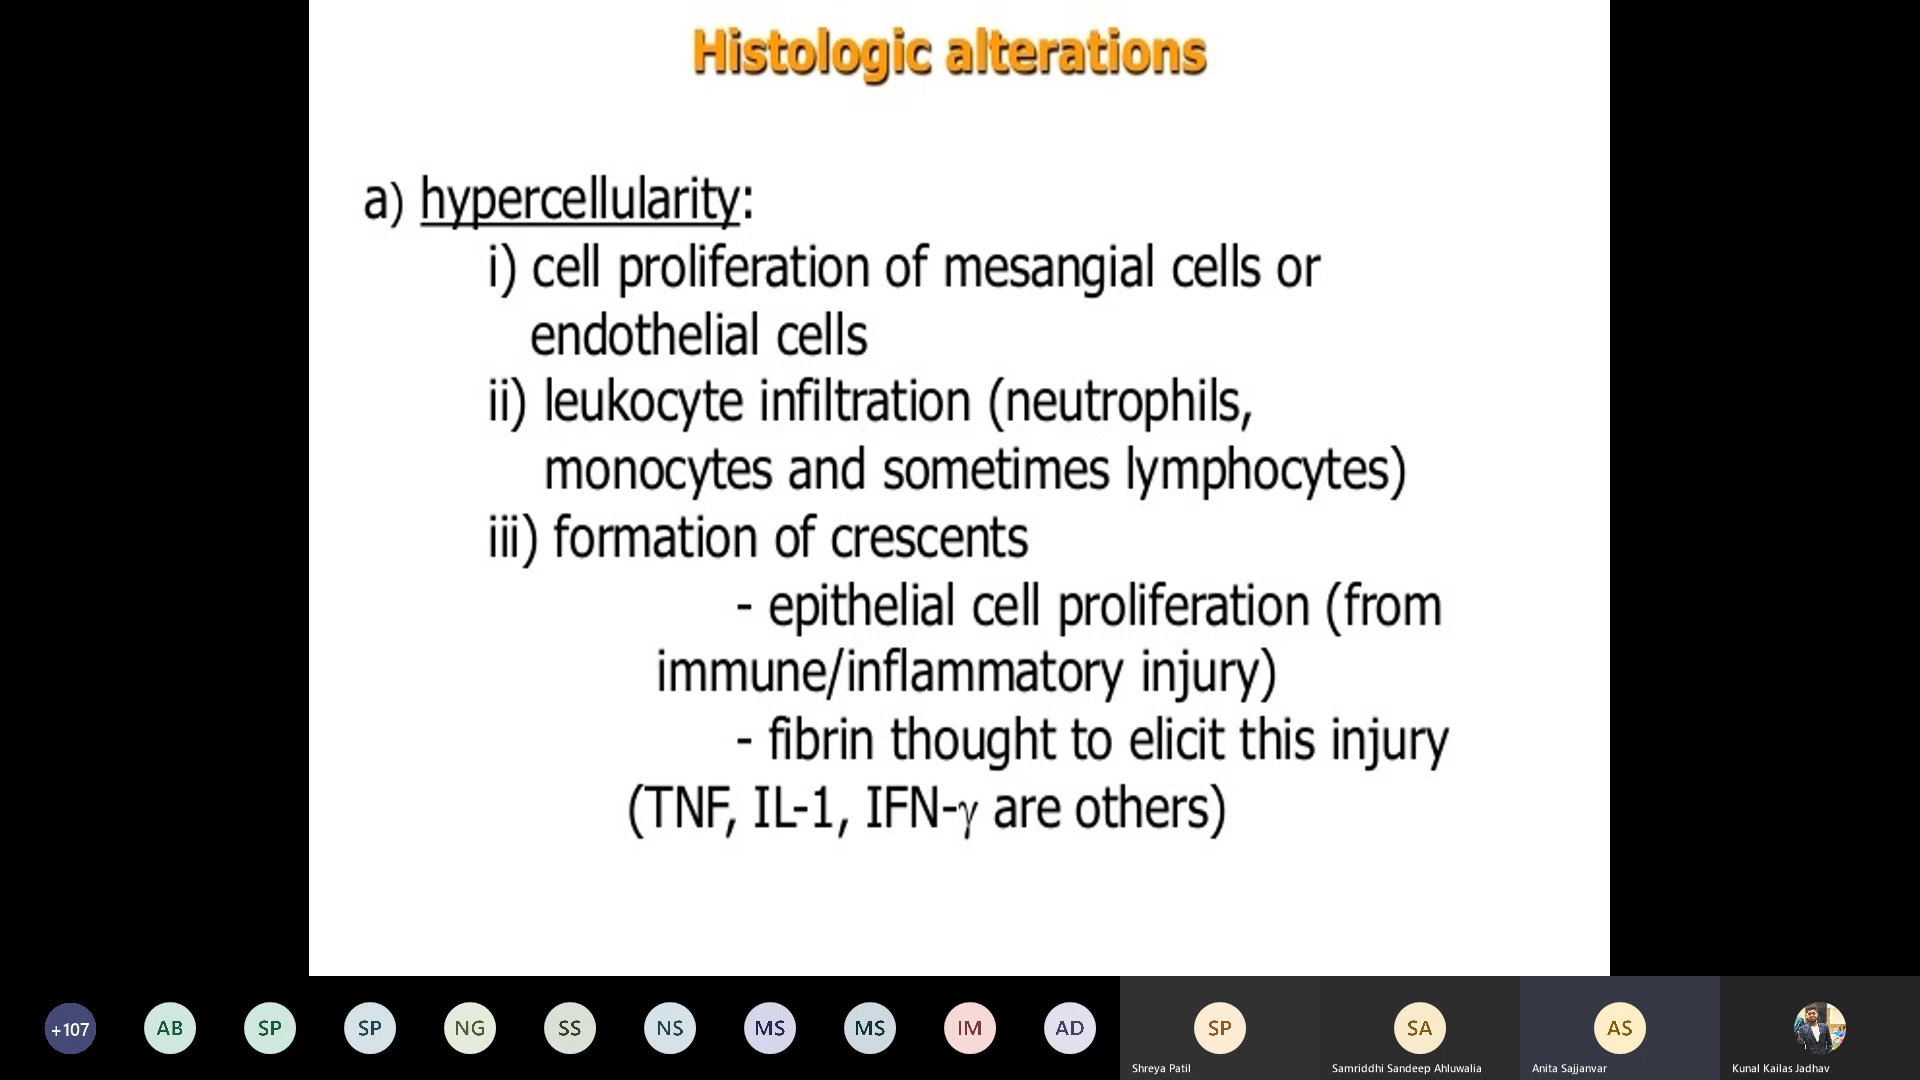 Histologic alterations
a) hypercellularity:
i) cell proliferation of mesangial cells or
endothelial cells
ii) leukocyte infiltration (neutrophils,
monocytes and sometimes lymphocytes)
iii) formation of crescents
- epithelial cell proliferation (from
immune/inflammatory injury)
- fibrin thought to elicit this injury
(TNF, IL-1, IFN-γ are others)
+107 AB SP SP NG SS NS MS MS IM AD SP SA AS
Shreya Patil Samriddhi Sandeep Ahluwalia Anita Sajjanvar Kunal Kailas Jadhav